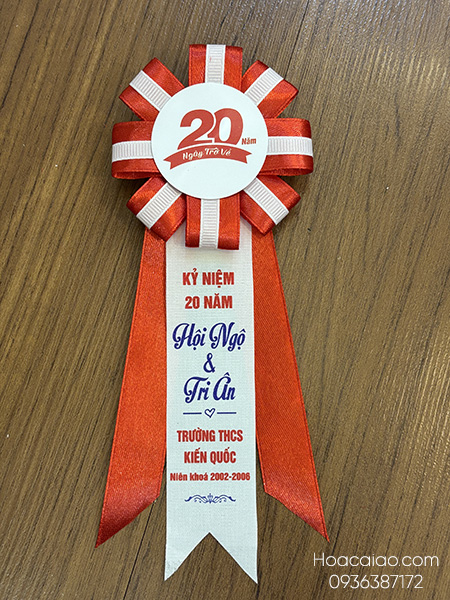 20 Năm
Ngày Trở Về
KỶ NIỆM
20 NĂM
Hội Ngộ
&
Tri Ân
TRƯỜNG THCS
KIẾN QUỐC
Niên khoá 2002-2006
Hoacaiao.com
0936387172